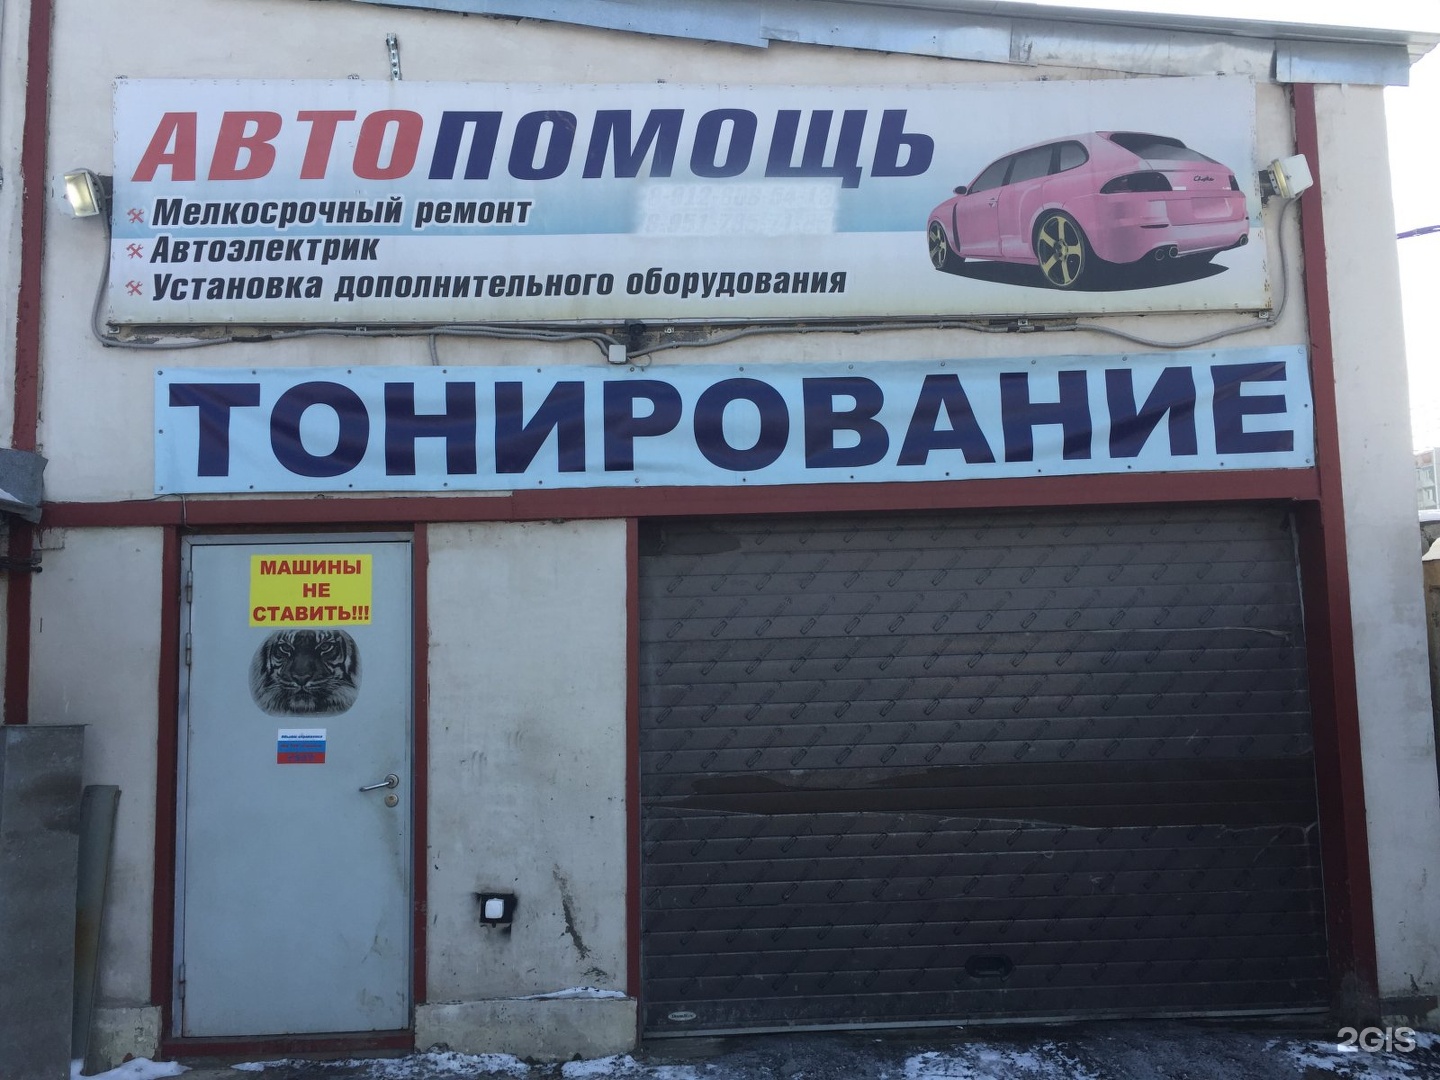 АВТОПОМОЩЬ
Мелкосрочный ремонт
Автоэлектрик
Установка дополнительного оборудования
ТОНИРОВАНИЕ
МАШИНЫ
НЕ
СТАВИТЬ!!!
2GIS